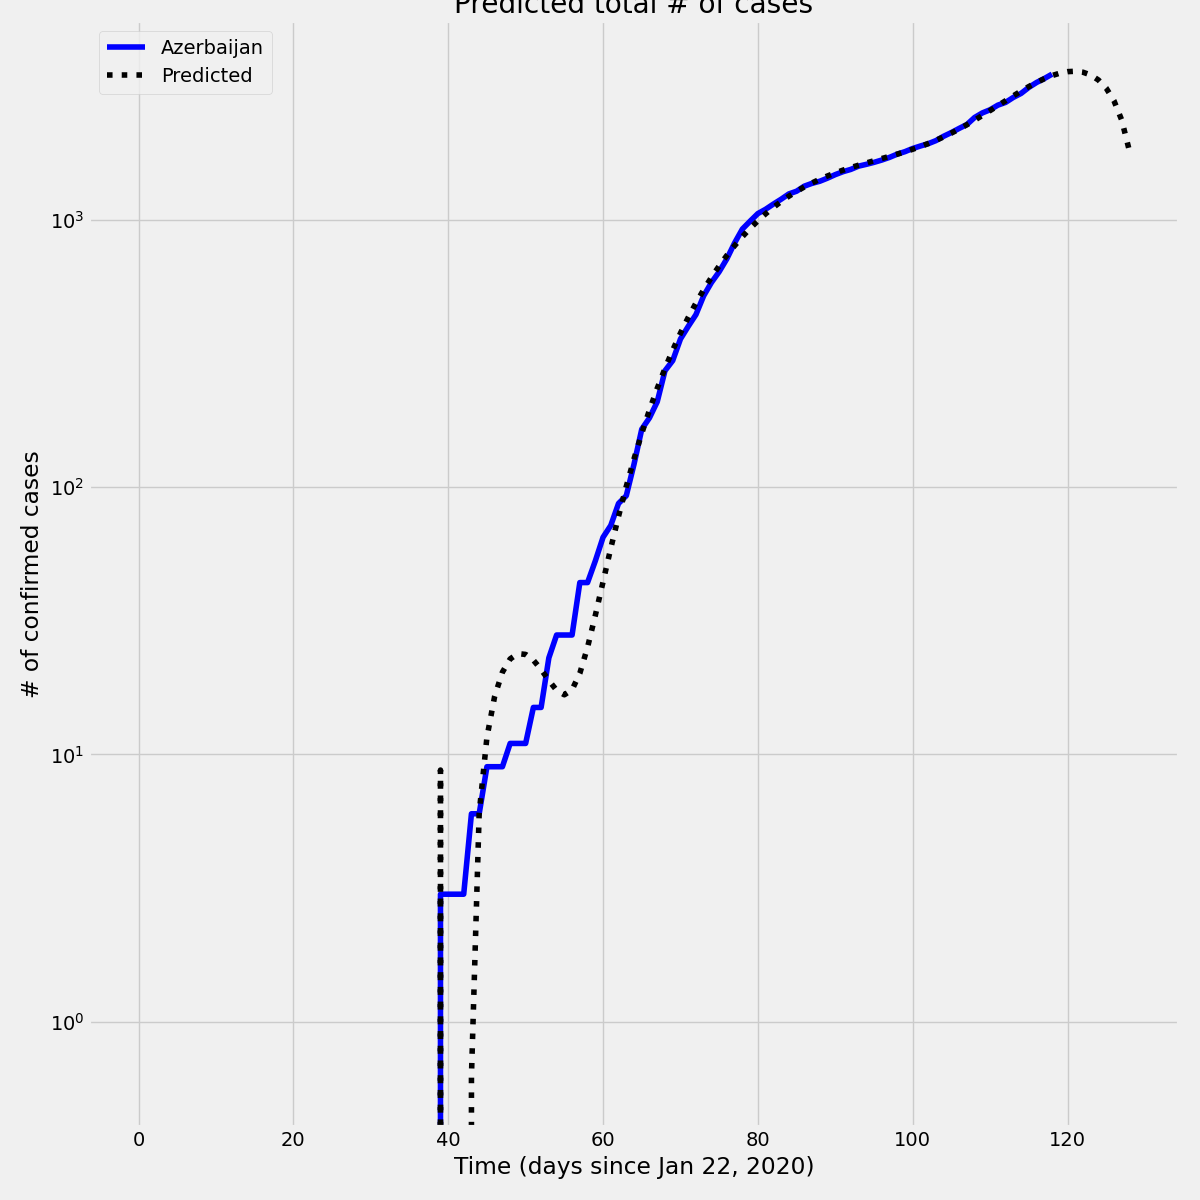 Predicted total # of cases
Azerbaijan
Predicted
10³
10²
10¹
10⁰
# of confirmed cases
0 20 40 60 80 100 120
Time (days since Jan 22, 2020)